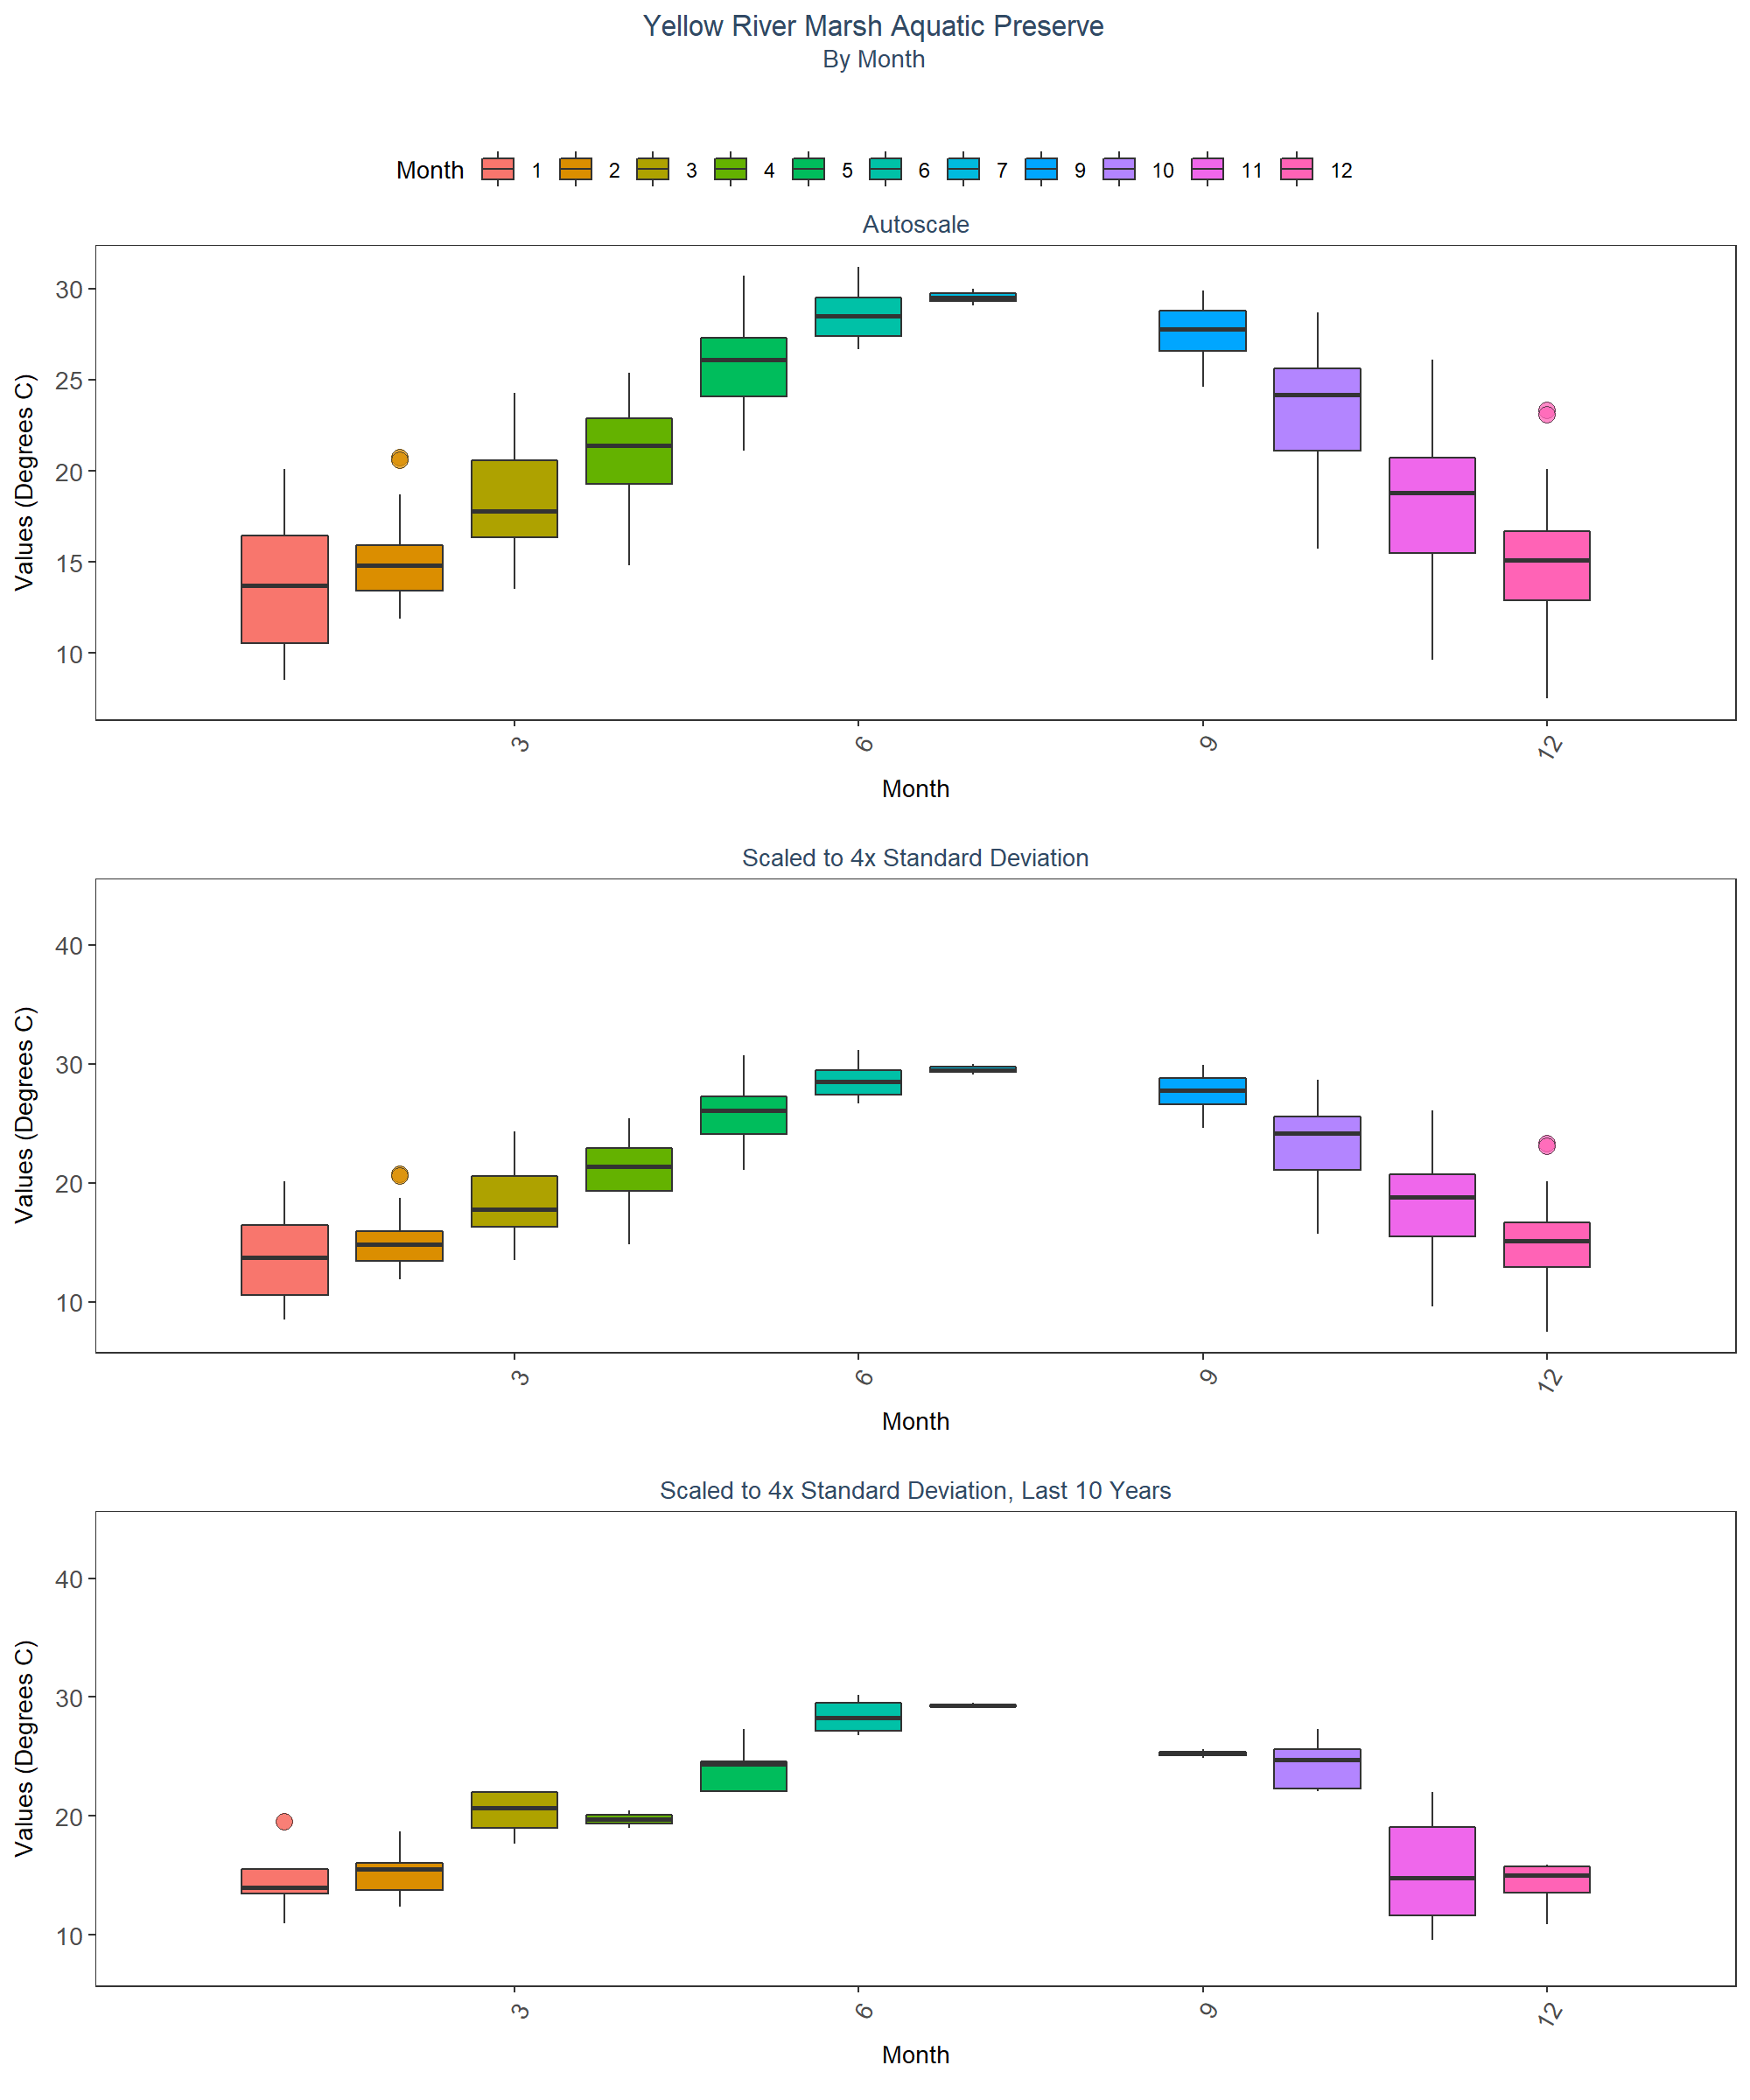 Yellow River Marsh Aquatic Preserve
By Month
Month 1 2 3 4 5 6 7 9 10 11 12
Autoscale
Values (Degrees C)
30
25
20
15
10
3 6 9 12
Month
Scaled to 4x Standard Deviation
Values (Degrees C)
40
30
20
10
3 6 9 12
Month
Scaled to 4x Standard Deviation, Last 10 Years
Values (Degrees C)
40
30
20
10
3 6 9 12
Month